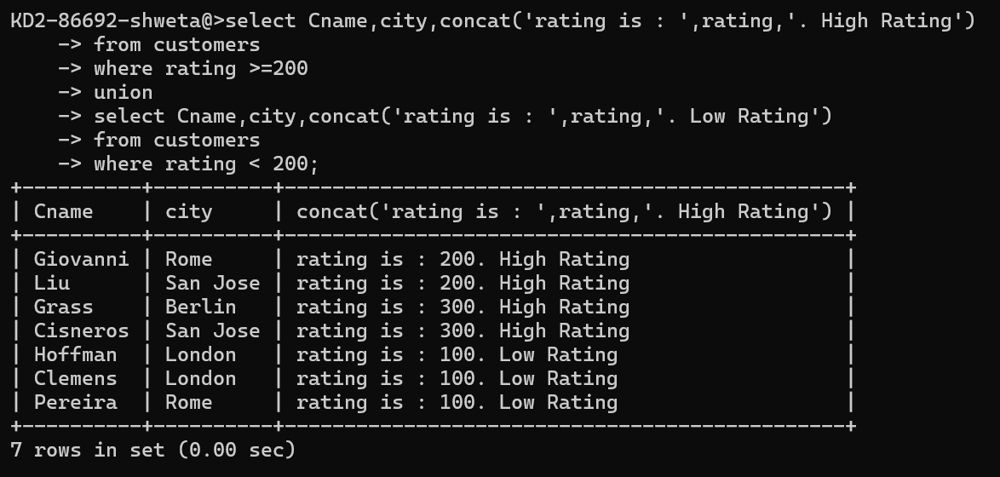 KD2-86692-shweta@>select Cname,city,concat('rating is : ',rating,'. High Rating')
    -> from customers
    -> where rating >=200
    -> union
    -> select Cname,city,concat('rating is : ',rating,'. Low Rating')
    -> from customers
    -> where rating < 200;
+----------+----------+-----------------------------------------------+
| Cname    | city     | concat('rating is : ',rating,'. High Rating') |
+----------+----------+-----------------------------------------------+
| Giovanni | Rome     | rating is : 200. High Rating                  |
| Liu      | San Jose | rating is : 200. High Rating                  |
| Grass    | Berlin   | rating is : 300. High Rating                  |
| Cisneros | San Jose | rating is : 300. High Rating                  |
| Hoffman  | London   | rating is : 100. Low Rating                   |
| Clemens  | London   | rating is : 100. Low Rating                   |
| Pereira  | Rome     | rating is : 100. Low Rating                   |
+----------+----------+-----------------------------------------------+
7 rows in set (0.00 sec)